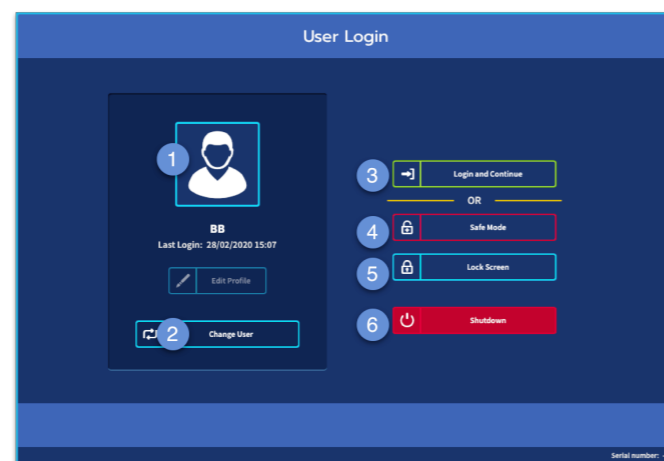 User Login
1
BB
Last Login: 28/02/2020 15:07
Edit Profile
2
Change User
3
Login and Continue
OR
4
Safe Mode
5
Lock Screen
6
Shutdown
Serial number: -